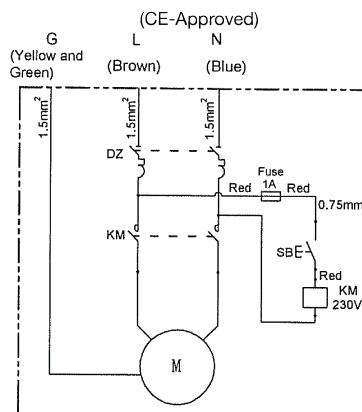 (CE-Approved)
G L N
(Yellow and
Green)
(Brown) (Blue)
1.5mm² 1.5mm² 1.5mm²
DZ
Fuse
1A
Red Red
0.75mm
KM
SB
Red
KM
230V
M